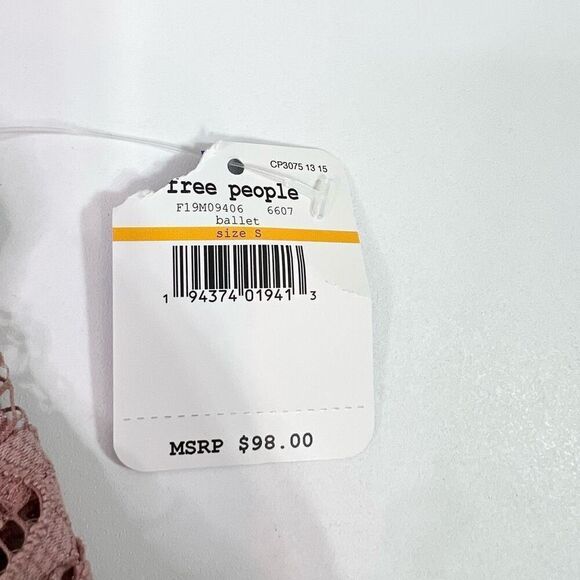 CP3075 13 15
free people
F19M09406 6607
ballet
size S
1 94374 01941 3
MSRP $98.00